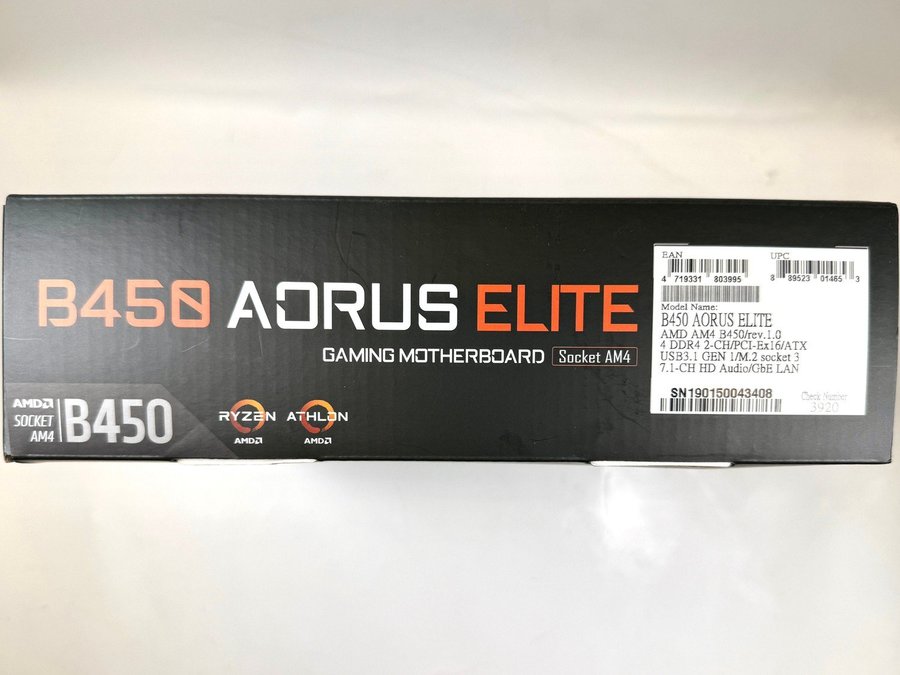 B450 AORUS ELITE
GAMING MOTHERBOARD Socket AM4
AMD
SOCKET
AM4
B450
RYZEN
AMD
ATHLON
AMD
EAN
4 719331 803995
UPC
8 89523 01465 3
Model Name:
B450 AORUS ELITE
AMD AM4 B450/rev.1.0
4 DDR4 2-CH/PCI-Ex16/ATX
USB3.1 GEN 1/M.2 socket 3
7.1-CH HD Audio/GbE LAN
SN190150043408
Check Number
3920